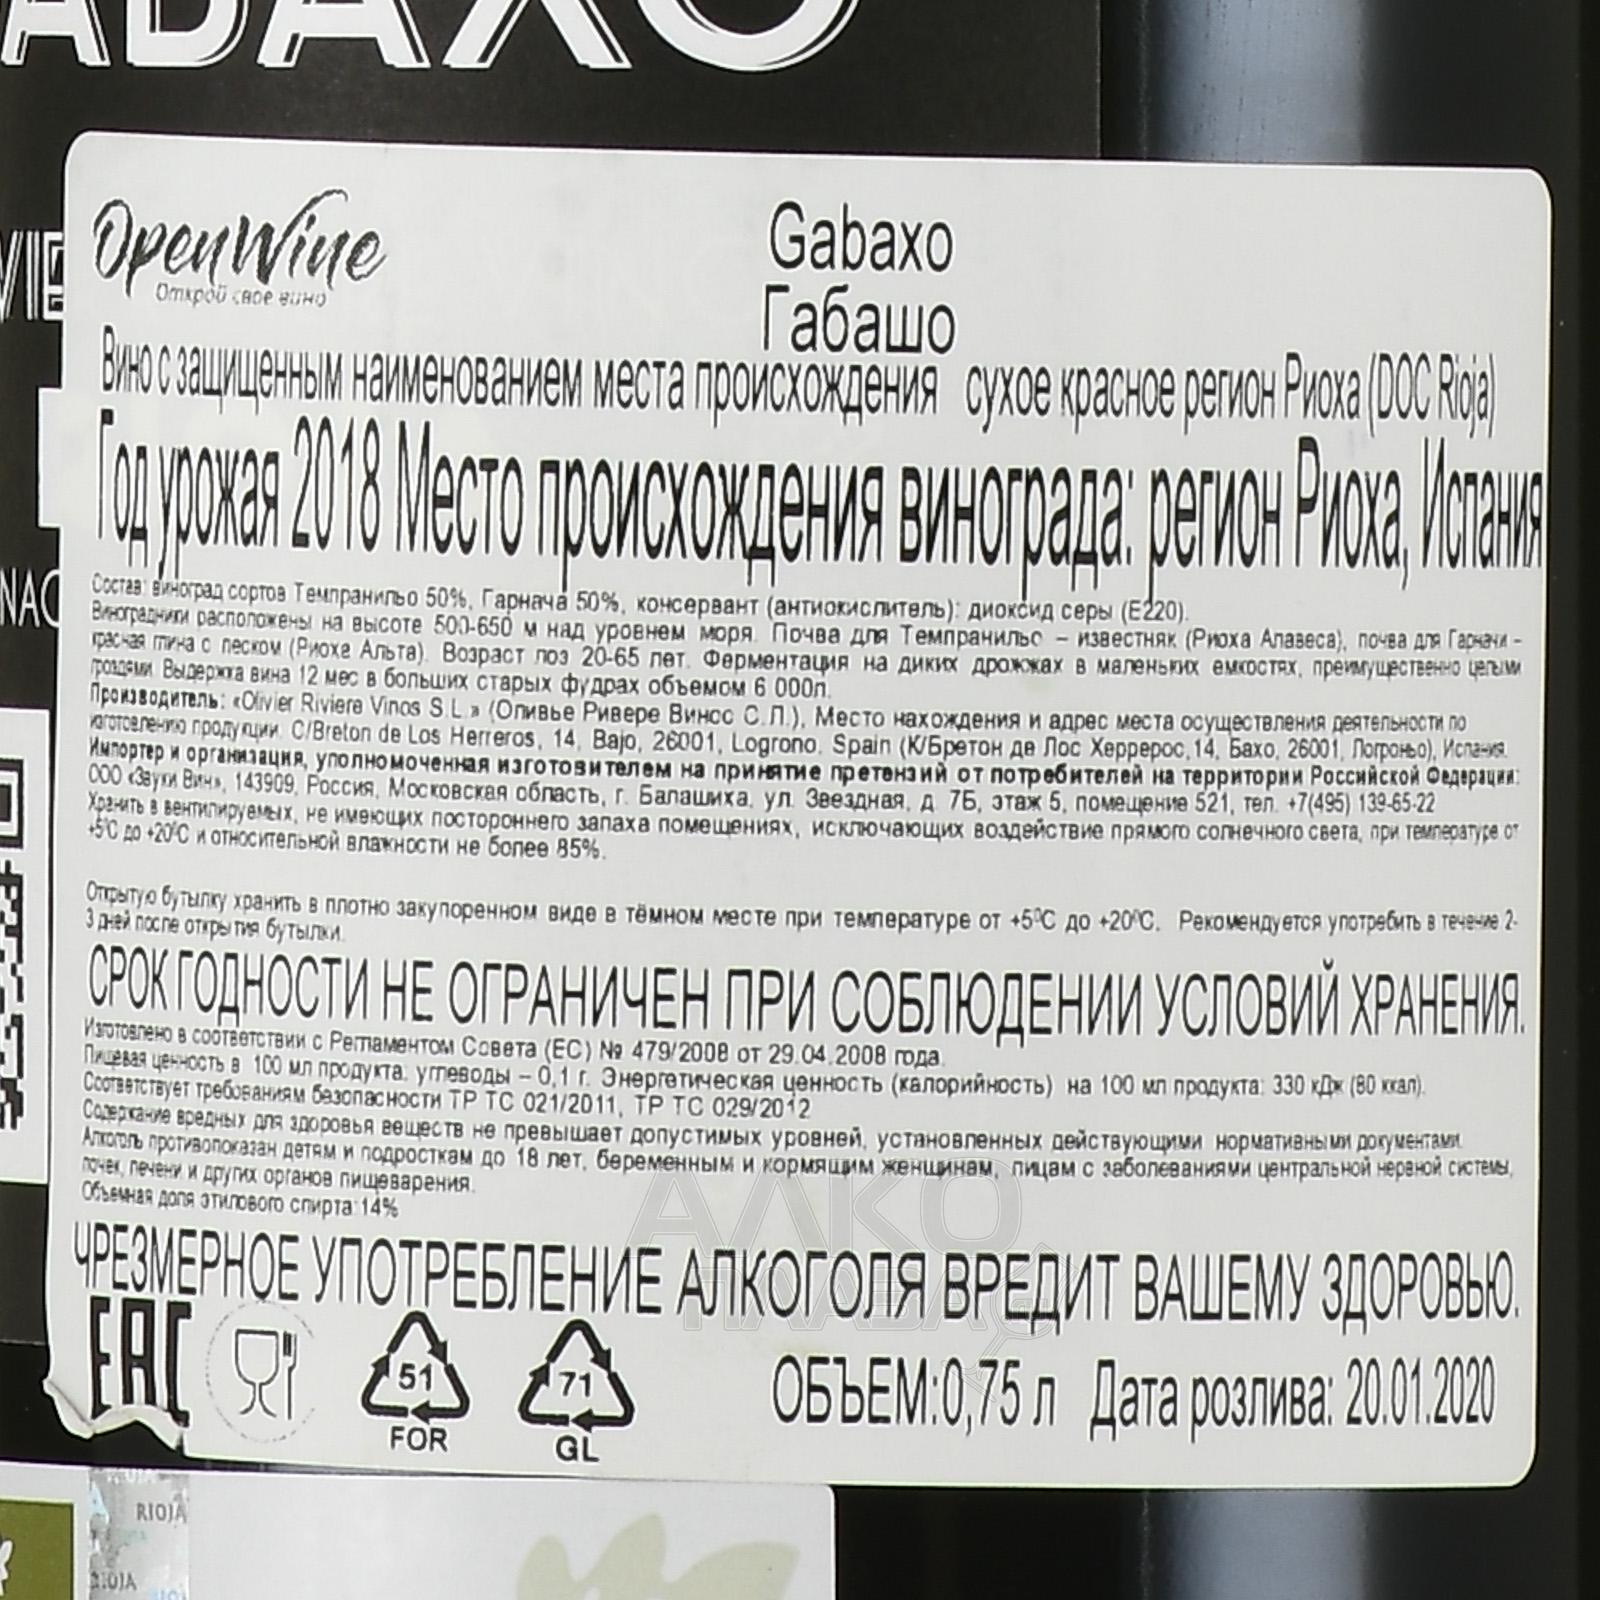 OpenWine
Открой свое вино
Gabaxo
Габашо
Вино с защищенным наименованием места происхождения сухое красное регион Риоха (DOC Rioja)
Год урожая 2018 Место происхождения винограда: регион Риоха, Испания
Состав: виноград сортов Темпранильо 50%, Гарнача 50%, консервант (антиокислитель): диоксид серы (Е220).
Виноградники расположены на высоте 500-650 м над уровнем моря. Почва для Темпранильо – известняк (Риоха Алавеса), почва для Гарначи –
красная глина с песком (Риоха Альта). Возраст лоз 20-65 лет. Ферментация на диких дрожжах в маленьких емкостях, преимущественно целыми
гроздями. Выдержка вина 12 мес в больших старых фудрах объемом 6 000л.
Производитель: «Olivier Riviere Vinos S.L.» (Оливье Ривере Винос С.Л.), Место нахождения и адрес места осуществления деятельности по
изготовлению продукции: C/Breton de Los Herreros, 14, Bajo, 26001, Logrono. Spain (К/Бретон де Лос Херрерос,14, Бахо, 26001, Логроньо), Испания.
Импортер и организация, уполномоченная изготовителем на принятие претензий от потребителей на территории Российской Федерации:
ООО «Звуки Вин», 143909, Россия, Московская область, г. Балашиха, ул. Звездная, д. 7Б, этаж 5, помещение 521, тел. +7(495) 139-65-22
Хранить в вентилируемых, не имеющих постороннего запаха помещениях, исключающих воздействие прямого солнечного света, при температуре от
+5⁰С до +20⁰С и относительной влажности не более 85%.
Открытую бутылку хранить в плотно закупоренном виде в тёмном месте при температуре от +5⁰С до +20⁰С. Рекомендуется употребить в течение 2-
3 дней после открытия бутылки.
СРОК ГОДНОСТИ НЕ ОГРАНИЧЕН ПРИ СОБЛЮДЕНИИ УСЛОВИЙ ХРАНЕНИЯ.
Изготовлено в соответствии с Регламентом Совета (ЕС) № 479/2008 от 29.04.2008 года.
Пищевая ценность в 100 мл продукта: углеводы – 0,1 г. Энергетическая ценность (калорийность) на 100 мл продукта: 330 кДж (80 ккал).
Соответствует требованиям безопасности ТР ТС 021/2011, ТР ТС 029/2012
Содержание вредных для здоровья веществ не превышает допустимых уровней, установленных действующими нормативными документами.
Алкоголь противопоказан детям и подросткам до 18 лет, беременным и кормящим женщинам, лицам с заболеваниями центральной нервной системы,
почек, печени и других органов пищеварения.
Объемная доля этилового спирта:14%
ЧРЕЗМЕРНОЕ УПОТРЕБЛЕНИЕ АЛКОГОЛЯ ВРЕДИТ ВАШЕМУ ЗДОРОВЬЮ.
EAC
51
FOR
71
GL
ОБЪЕМ:0,75 л Дата розлива: 20.01.2020
RIOJA
RIOJA
АЛКО
ПЛАЗА